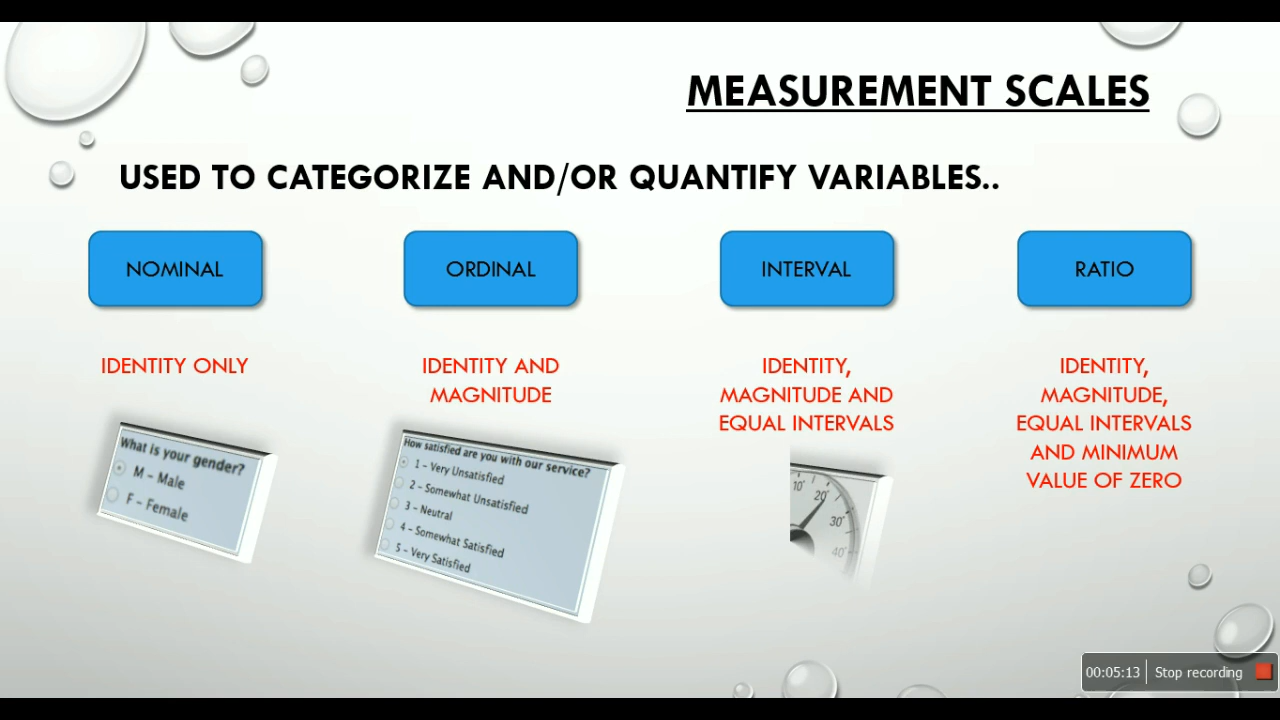 MEASUREMENT SCALES
USED TO CATEGORIZE AND/OR QUANTIFY VARIABLES..
NOMINAL
ORDINAL
INTERVAL
RATIO
IDENTITY ONLY
IDENTITY AND
MAGNITUDE
IDENTITY,
MAGNITUDE AND
EQUAL INTERVALS
IDENTITY,
MAGNITUDE,
EQUAL INTERVALS
AND MINIMUM
VALUE OF ZERO
What is your gender?
M - Male
F - Female
How satisfied are you with our service?
1 - Very Unsatisfied
2 - Somewhat Unsatisfied
3 - Neutral
4 - Somewhat Satisfied
5 - Very Satisfied
10°
20°
30°
40°
00:05:13 Stop recording